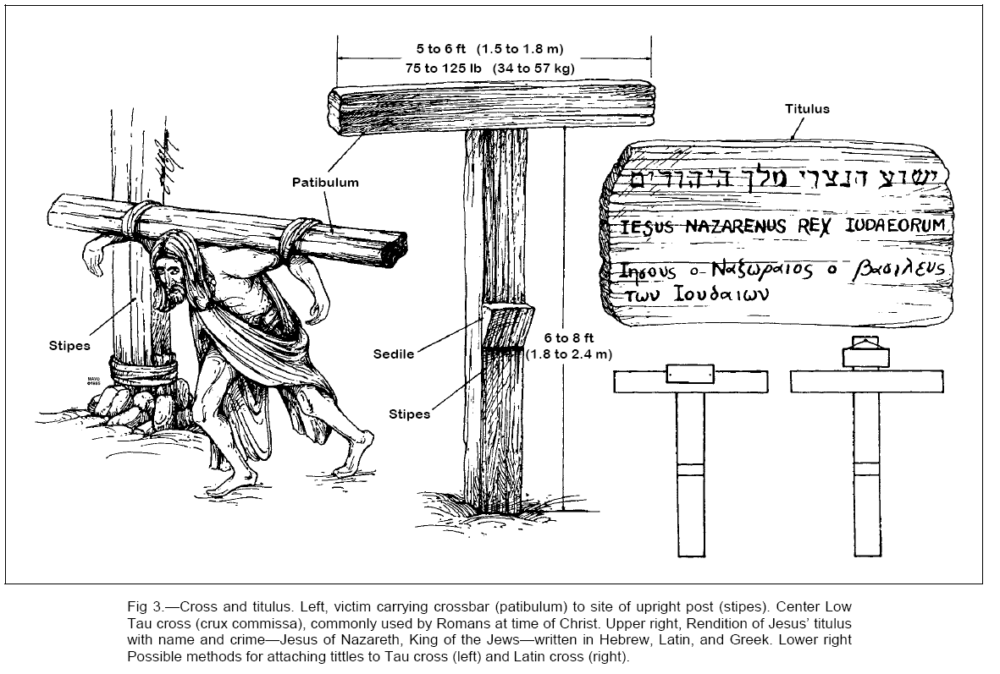 5 to 6 ft (1.5 to 1.8 m)
75 to 125 lb (34 to 57 kg)
Titulus
Patibulum
ישוע הנצרי מלך היהודים
IESUS NAZARENUS REX IUDAEORUM
Ιησους ο Ναξωραιος ο βασιλευς
των Ιουδαιων
Stipes
Sedile
6 to 8 ft
(1.8 to 2.4 m)
Stipes
MAYO
©1985
Fig 3.—Cross and titulus. Left, victim carrying crossbar (patibulum) to site of upright post (stipes). Center Low
Tau cross (crux commissa), commonly used by Romans at time of Christ. Upper right, Rendition of Jesus’ titulus
with name and crime—Jesus of Nazareth, King of the Jews—written in Hebrew, Latin, and Greek. Lower right
Possible methods for attaching tittles to Tau cross (left) and Latin cross (right).